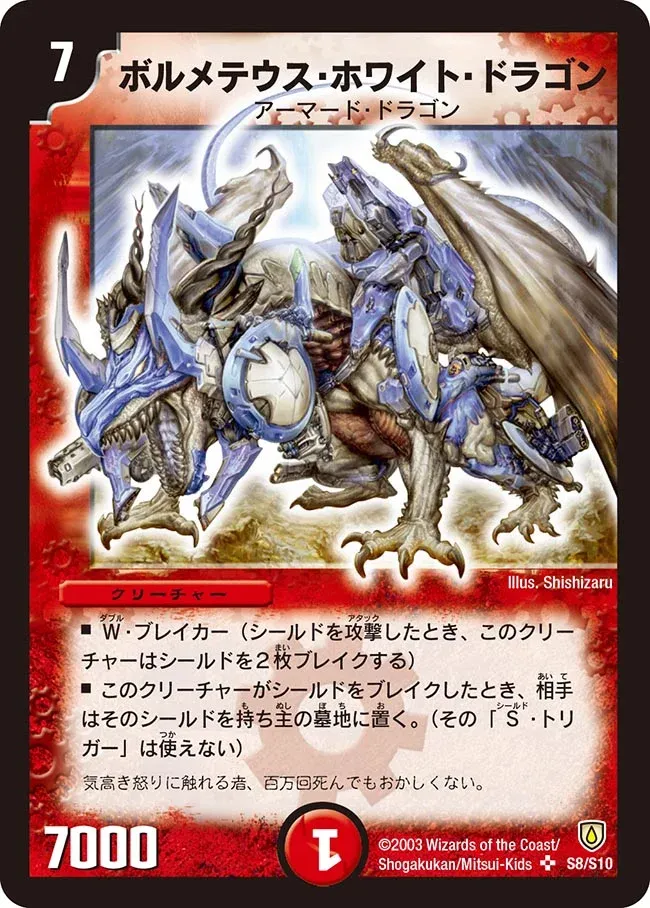 7
ボルメテウス・ホワイト・ドラゴン
アーマード・ドラゴン
Illus. Shishizaru
クリーチャー
■ W・ブレイカー（シールドを攻撃したとき、このクリー
チャーはシールドを２枚ブレイクする）
■ このクリーチャーがシールドをブレイクしたとき、相手
はそのシールドを持ち主の墓地に置く。（その「S・トリ
ガー」は使えない）
気高き怒りに触れる者、百万回死んでもおかしくない。
7000
1
©2003 Wizards of the Coast/
Shogakukan/Mitsui-Kids S8/S10